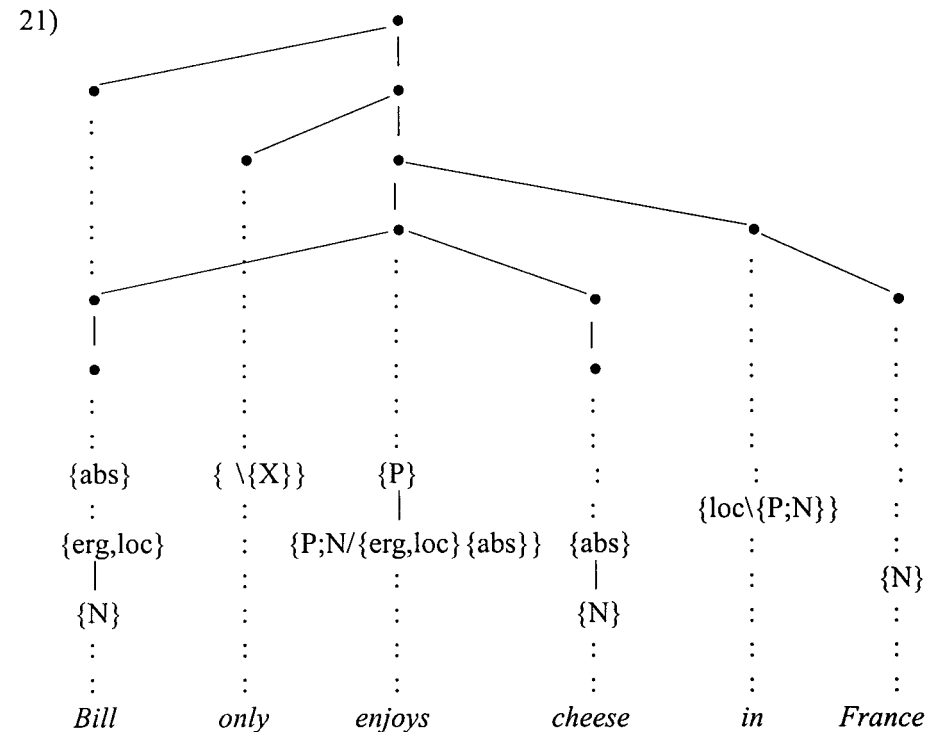 21)
{abs} { \{X}} {P}
{loc\{P;N}}
{erg,loc} {P;N/{erg,loc}{abs}} {abs}
{N}
{N} {N}
Bill only enjoys cheese in France